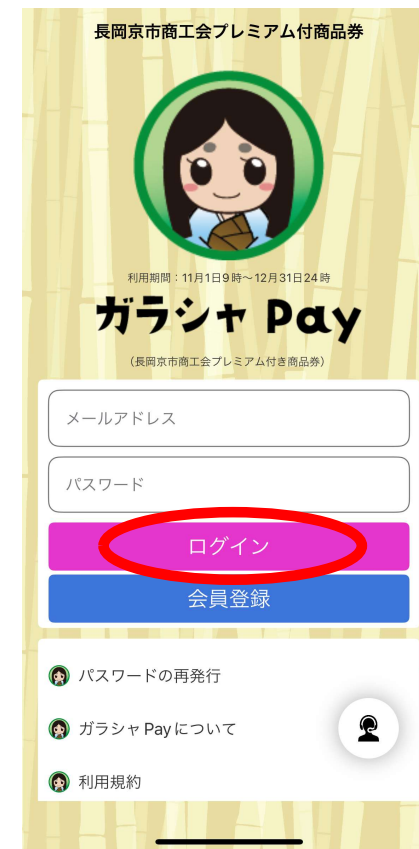 長岡京市商工会プレミアム付商品券
利用期間：11月1日9時～12月31日24時
ガラシャ Pay
（長岡京市商工会プレミアム付き商品券）
メールアドレス
パスワード
ログイン
会員登録
パスワードの再発行
ガラシャ Payについて
利用規約